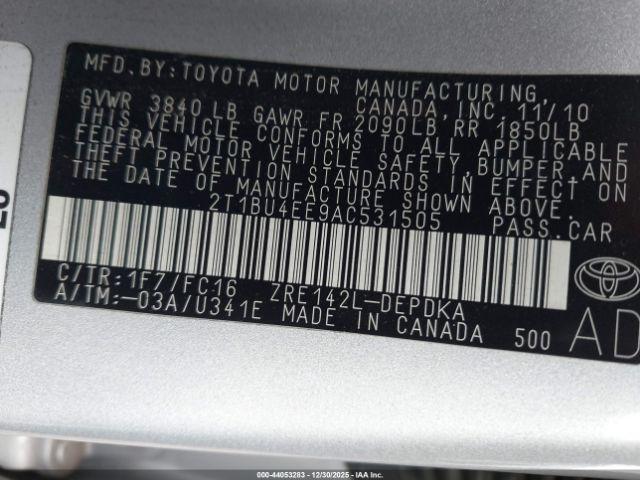 MFD. BY: TOYOTA MOTOR MANUFACTURING
CANADA, INC. 11/10
GVWR 3840 LB GAWR FR 2090LB RR 1850LB
THIS VEHICLE CONFORMS TO ALL APPLICABLE
FEDERAL MOTOR VEHICLE SAFETY, BUMPER, AND
THEFT PREVENTION STANDARDS IN EFFECT ON
THE DATE OF MANUFACTURE SHOWN ABOVE.
2T1BU4EE9AC531505 PASS.CAR
C/TR: 1F7/FC16 ZRE142L-DEPDKA
A/TM:-03A/U341E MADE IN CANADA 500
TOYOTA
AD
000-44053283 - 12/30/2025 - IAA, Inc.